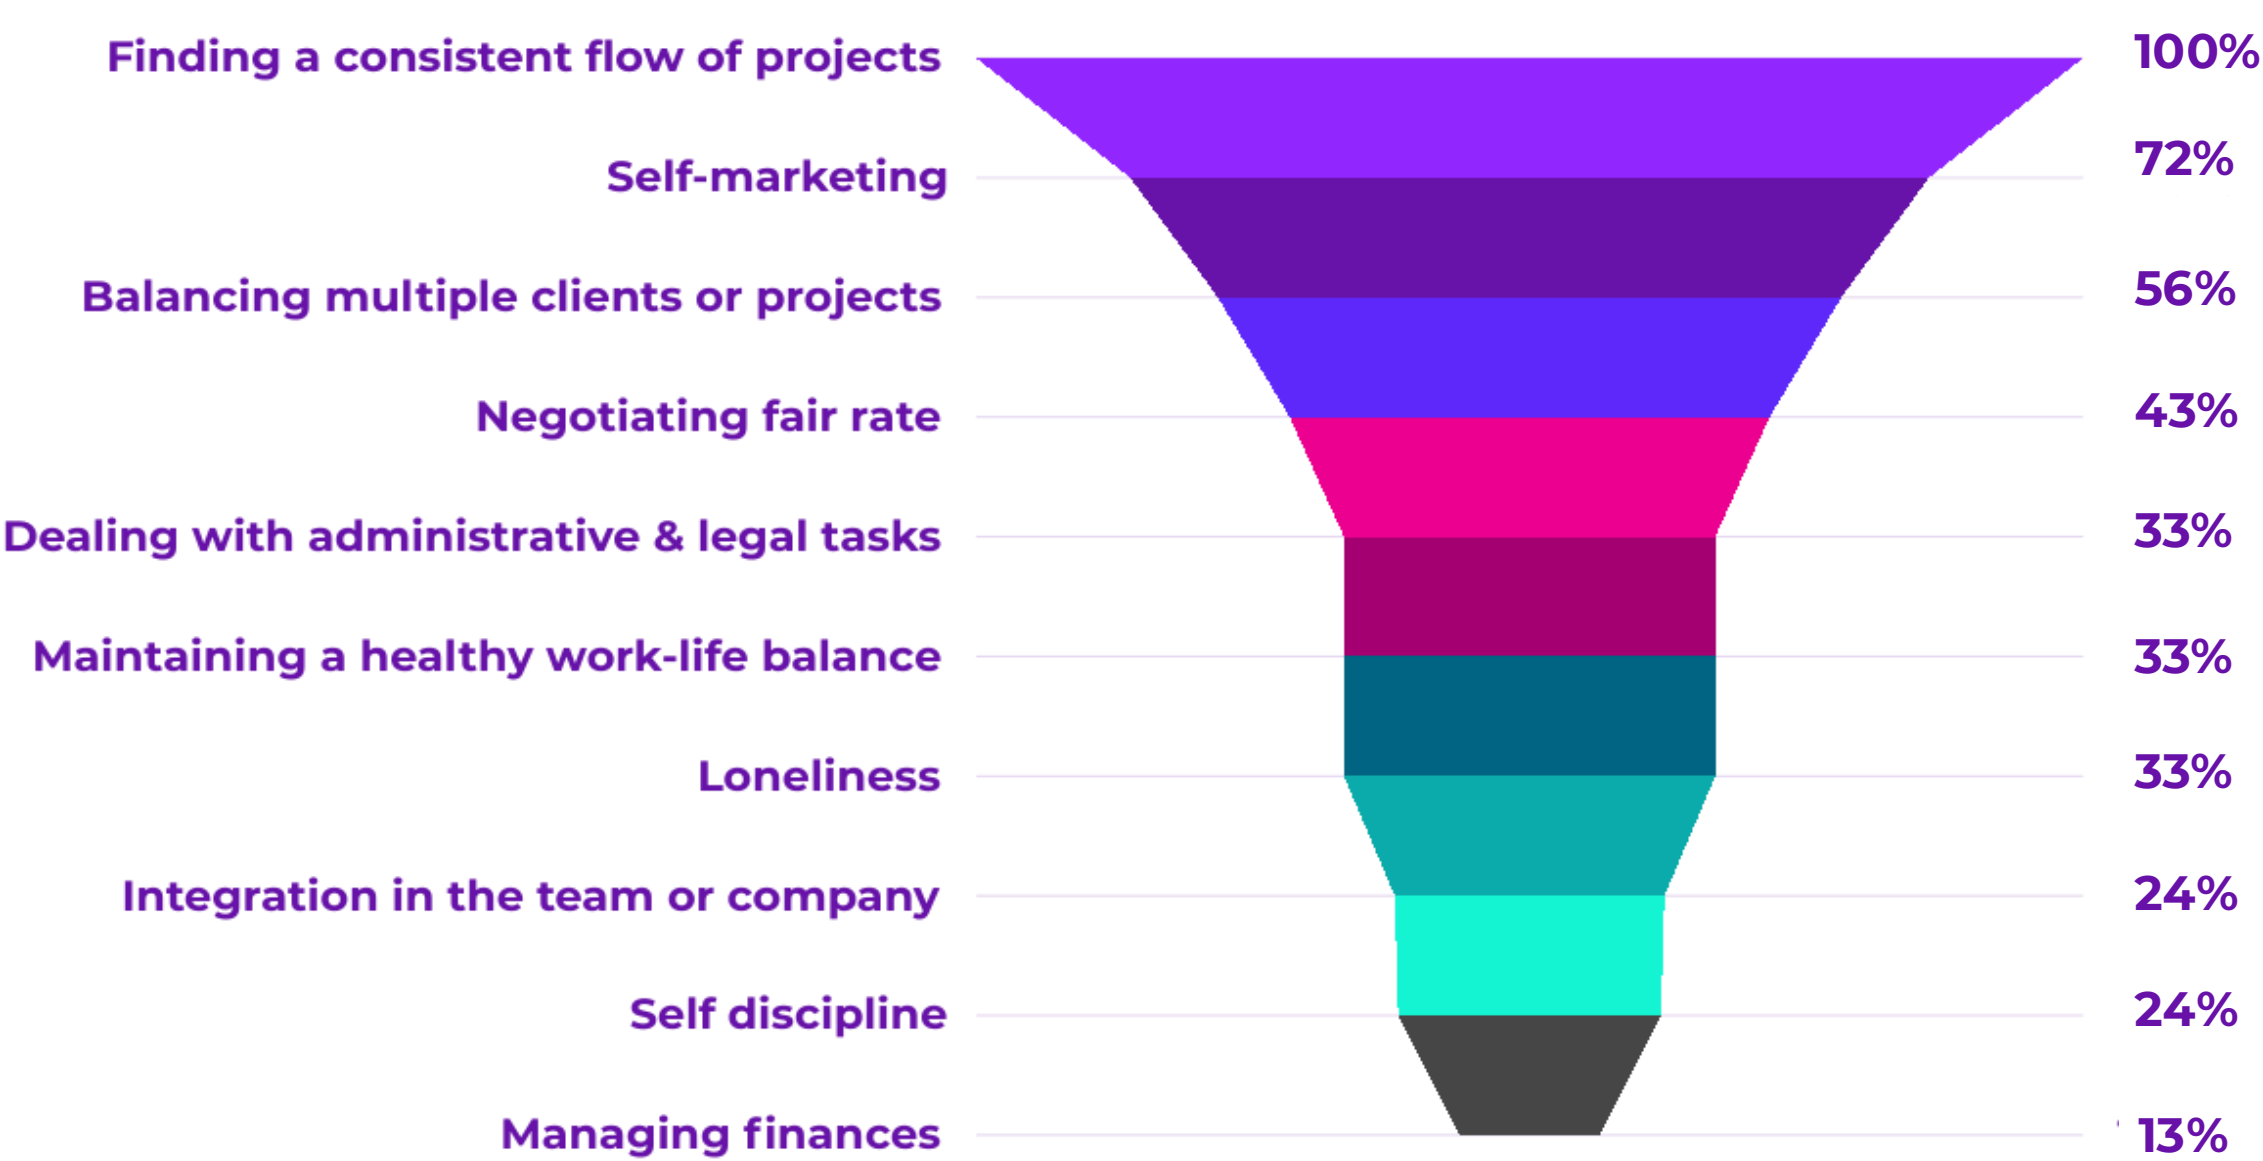 Finding a consistent flow of projects 100%
Self-marketing 72%
Balancing multiple clients or projects 56%
Negotiating fair rate 43%
Dealing with administrative & legal tasks 33%
Maintaining a healthy work-life balance 33%
Loneliness 33%
Integration in the team or company 24%
Self discipline 24%
Managing finances 13%